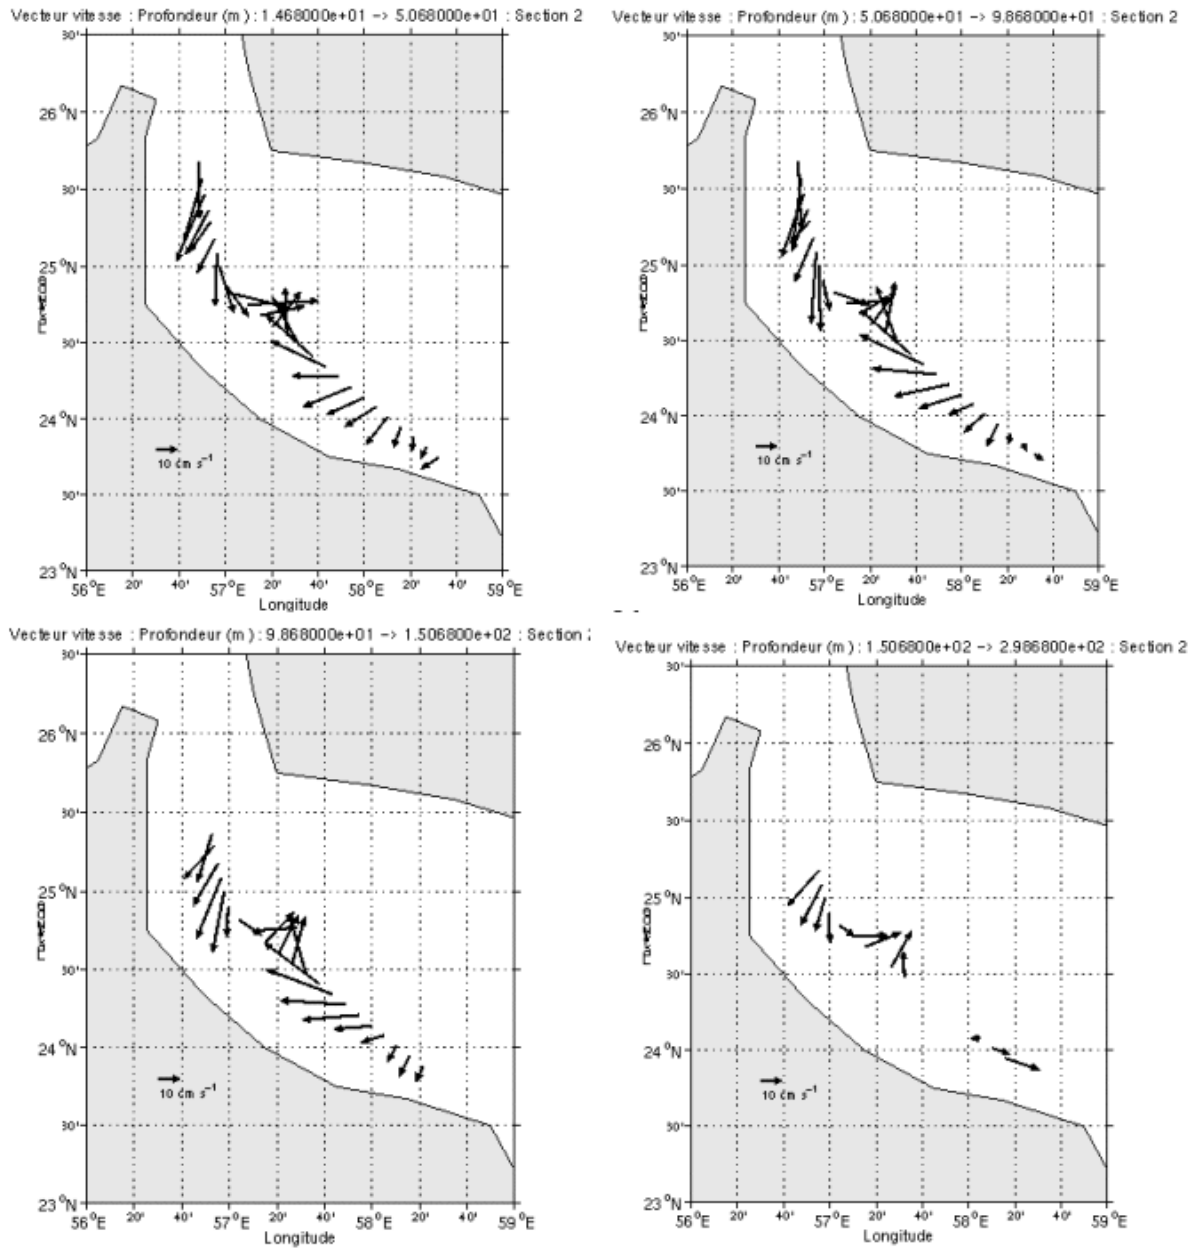 Vecteur vitesse : Profondeur (m) : 1.468000e+01 -> 5.068000e+01 : Section 2
30'
26°N
30'
25°N
30'
24°N
30'
23°N
56°E 20' 40' 57°E 20' 40' 58°E 20' 40' 59°E
Longitude
10 cm s⁻¹
Vecteur vitesse : Profondeur (m) : 5.068000e+01 -> 9.868000e+01 : Section 2
30'
26°N
30'
25°N
30'
24°N
30'
23°N
56°E 20' 40' 57°E 20' 40' 58°E 20' 40' 59°E
Longitude
10 cm s⁻¹
Vecteur vitesse : Profondeur (m) : 9.868000e+01 -> 1.506800e+02 : Section
30'
26°N
30'
25°N
30'
24°N
30'
23°N
56°E 20' 40' 57°E 20' 40' 58°E 20' 40' 59°E
Longitude
10 cm s⁻¹
Vecteur vitesse : Profondeur (m) : 1.506800e+02 -> 2.986800e+02 : Section 2
30'
26°N
30'
25°N
30'
24°N
30'
23°N
56°E 20' 40' 57°E 20' 40' 58°E 20' 40' 59°E
Longitude
10 cm s⁻¹